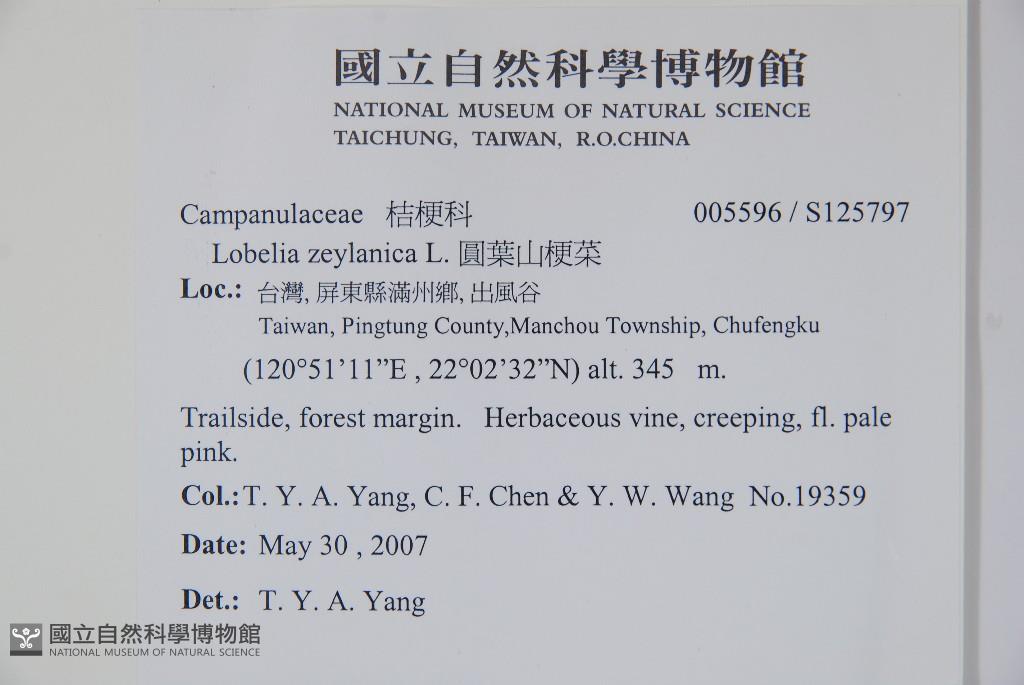 國立自然科學博物館
NATIONAL MUSEUM OF NATURAL SCIENCE
TAICHUNG, TAIWAN, R.O.CHINA
Campanulaceae 桔梗科 005596 / S125797
Lobelia zeylanica L. 圓葉山梗菜
Loc.: 台灣, 屏東縣滿州鄉, 出風谷
Taiwan, Pingtung County,Manchou Township, Chufengku
(120°51’11”E , 22°02’32”N) alt. 345 m.
Trailside, forest margin. Herbaceous vine, creeping, fl. pale
pink.
Col.: T. Y. A. Yang, C. F. Chen & Y. W. Wang No.19359
Date: May 30 , 2007
Det.: T. Y. A. Yang
國立自然科學博物館
NATIONAL MUSEUM OF NATURAL SCIENCE